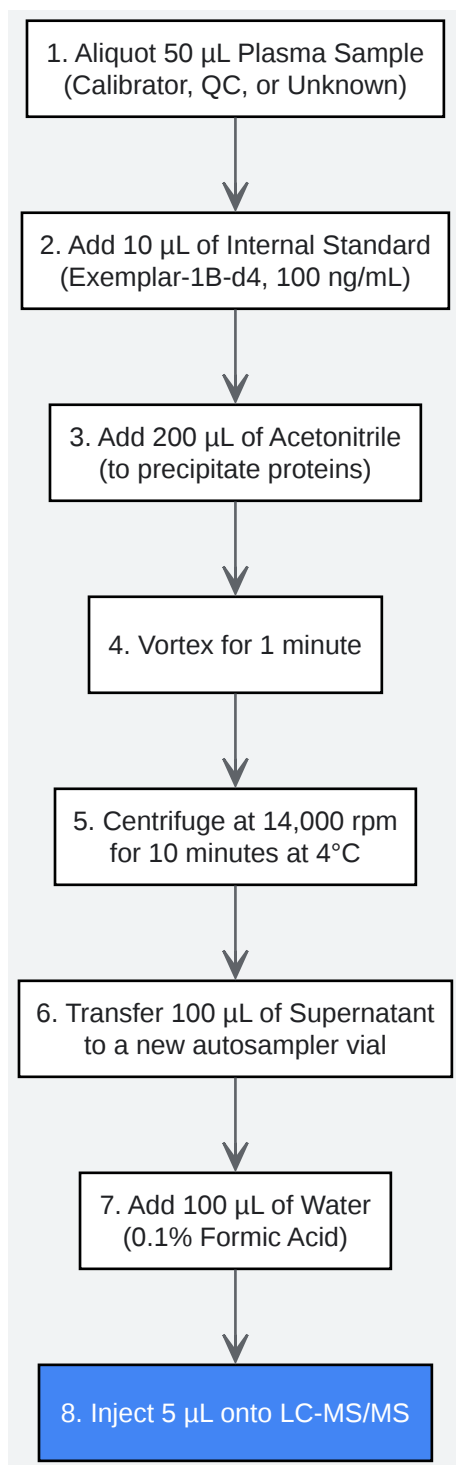 1. Aliquot 50 µL Plasma Sample
(Calibrator, QC, or Unknown)
2. Add 10 µL of Internal Standard
(Exemplar-1B-d4, 100 ng/mL)
3. Add 200 µL of Acetonitrile
(to precipitate proteins)
4. Vortex for 1 minute
5. Centrifuge at 14,000 rpm
for 10 minutes at 4°C
6. Transfer 100 µL of Supernatant
to a new autosampler vial
7. Add 100 µL of Water
(0.1% Formic Acid)
8. Inject 5 µL onto LC-MS/MS